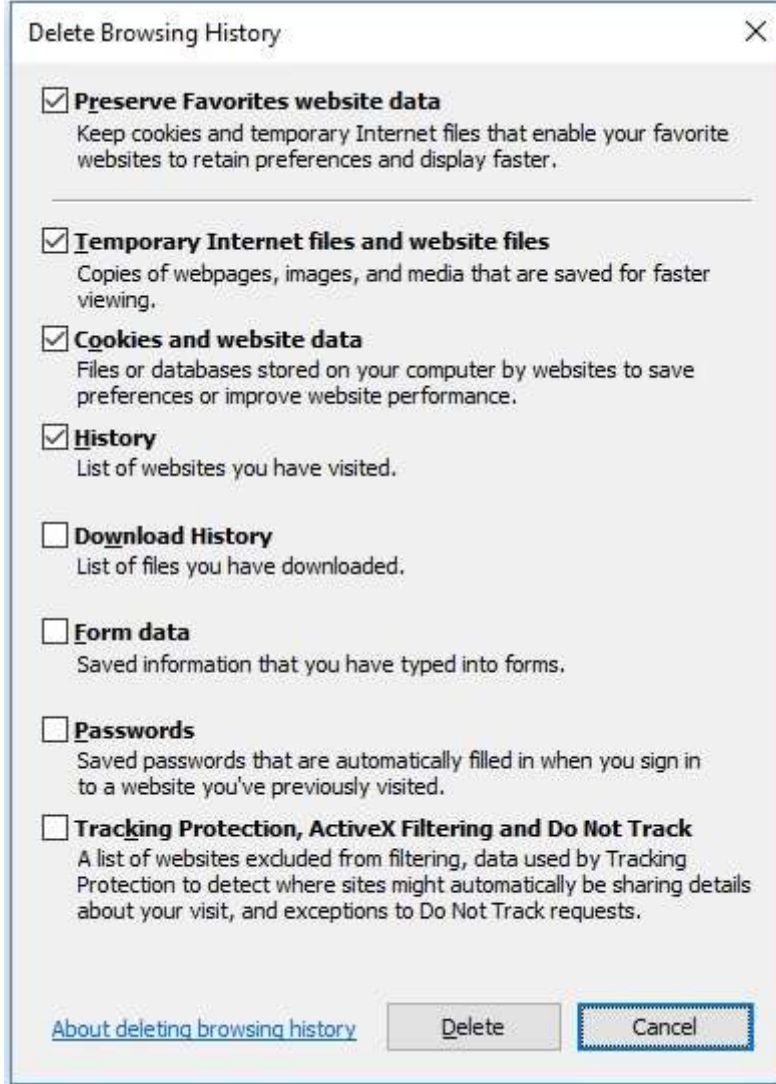 Delete Browsing History
Preserve Favorites website data
Keep cookies and temporary Internet files that enable your favorite
websites to retain preferences and display faster.
Temporary Internet files and website files
Copies of webpages, images, and media that are saved for faster
viewing.
Cookies and website data
Files or databases stored on your computer by websites to save
preferences or improve website performance.
History
List of websites you have visited.
Download History
List of files you have downloaded.
Form data
Saved information that you have typed into forms.
Passwords
Saved passwords that are automatically filled in when you sign in
to a website you've previously visited.
Tracking Protection, ActiveX Filtering and Do Not Track
A list of websites excluded from filtering, data used by Tracking
Protection to detect where sites might automatically be sharing details
about your visit, and exceptions to Do Not Track requests.
About deleting browsing history Delete Cancel